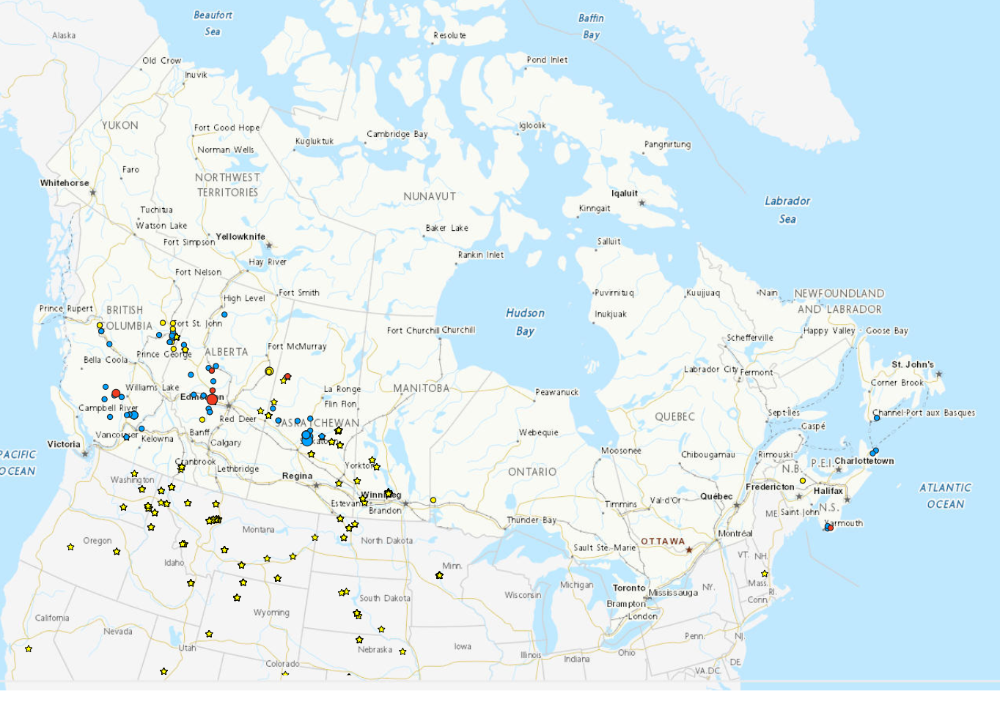 Beaufort
Sea
Baffin
Bay
Alaska
Resolute
Old Crow
Pond Inlet
Inuvik
YUKON
Fort Good Hope
Igloolik
Kugluktuk
Cambridge Bay
Pangnirtung
Norman Wells
Faro
NORTHWEST
TERRITORIES
Whitehorse
NUNAVUT
Iqaluit
Labrador
Sea
Kinngait
Tuchitua
Watson Lake
Baker Lake
Fort Simpson
Yellowknife
Salluit
Hay River
Rankin Inlet
Fort Nelson
High Level
Fort Smith
Puvirnituq
Kuujjuaq
Nain
NEWFOUNDLAND
AND LABRADOR
Prince Rupert
BRITISH
COLUMBIA
Hudson
Bay
Inukjuak
Fort St. John
Fort Churchill
Churchill
Happy Valley - Goose Bay
Schefferville
Fort McMurray
Prince George
ALBERTA
Bella Coola
Labrador City
Fermont
St. John's
Corner Brook
Williams Lake
La Ronge
MANITOBA
Peawanuck
Edm
Flin Flon
Campbell River
Channel-Port aux Basques
Sept-Îles
QUEBEC
Red Deer
SASKATCHEWAN
Gaspé
Banff
Vancouver
Kelowna
Calgary
Webequie
Victoria
PACIFIC
OCEAN
Moosonee
Chibougamau
Rimouski
N.B.
P.E.I.
Charlottetown
Cranbrook
Lethbridge
Yorkton
ONTARIO
Regina
Washington
Fredericton
Halifax
ATLANTIC
OCEAN
Winnipeg
Québec
Val-d'Or
Timmins
Estevan
Brandon
ME
Saint John
N.S.
Thunder Bay
Yarmouth
Montana
Montréal
Oregon
North Dakota
OTTAWA
Sault Ste. Marie
VT.
NH.
Idaho
Minn.
Michigan
Toronto
Mississauga
NY.
Mass.
RI.
Wisconsin
South Dakota
Conn.
Brampton
Wyoming
California
London
Nevada
Penn.
NJ.
Utah
Nebraska
Iowa
Illinois
Indiana
Ohio
Colorado
DE.
VA.
DC.